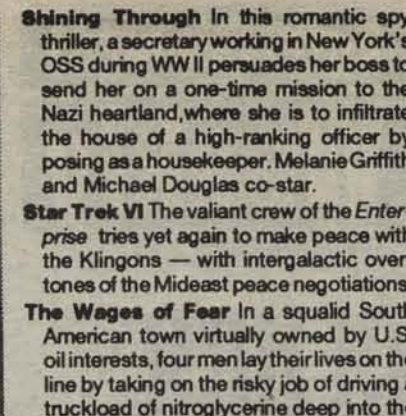 Shining Through In this romantic spy
thriller, a secretary working in New York's
OSS during WW II persuades her boss to
send her on a one-time mission to the
Nazi heartland, where she is to infiltrate
the house of a high-ranking officer by
posing as a housekeeper. Melanie Griffith
and Michael Douglas co-star.
Star Trek VI The valiant crew of the Enter-
prise tries yet again to make peace with
the Klingons — with intergalactic over-
tones of the Mideast peace negotiations
The Wages of Fear In a squalid South
American town virtually owned by U.S.
oil interests, four men lay their lives on the
line by taking on the risky job of driving a
truckload of nitroglycerine deep into the